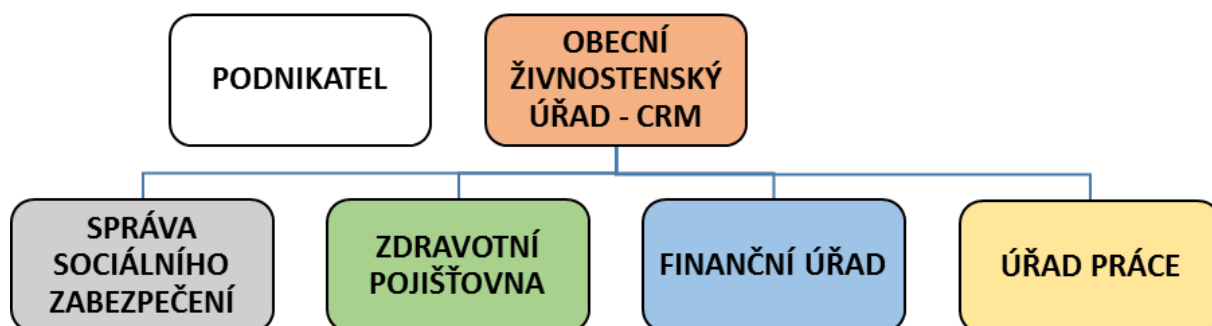 PODNIKATEL
OBECNÍ
ŽIVNOSTENSKÝ
ÚŘAD - CRM
SPRÁVA
SOCIÁLNÍHO
ZABEZPEČENÍ
ZDRAVOTNÍ
POJIŠŤOVNA
FINANČNÍ ÚŘAD
ÚŘAD PRÁCE